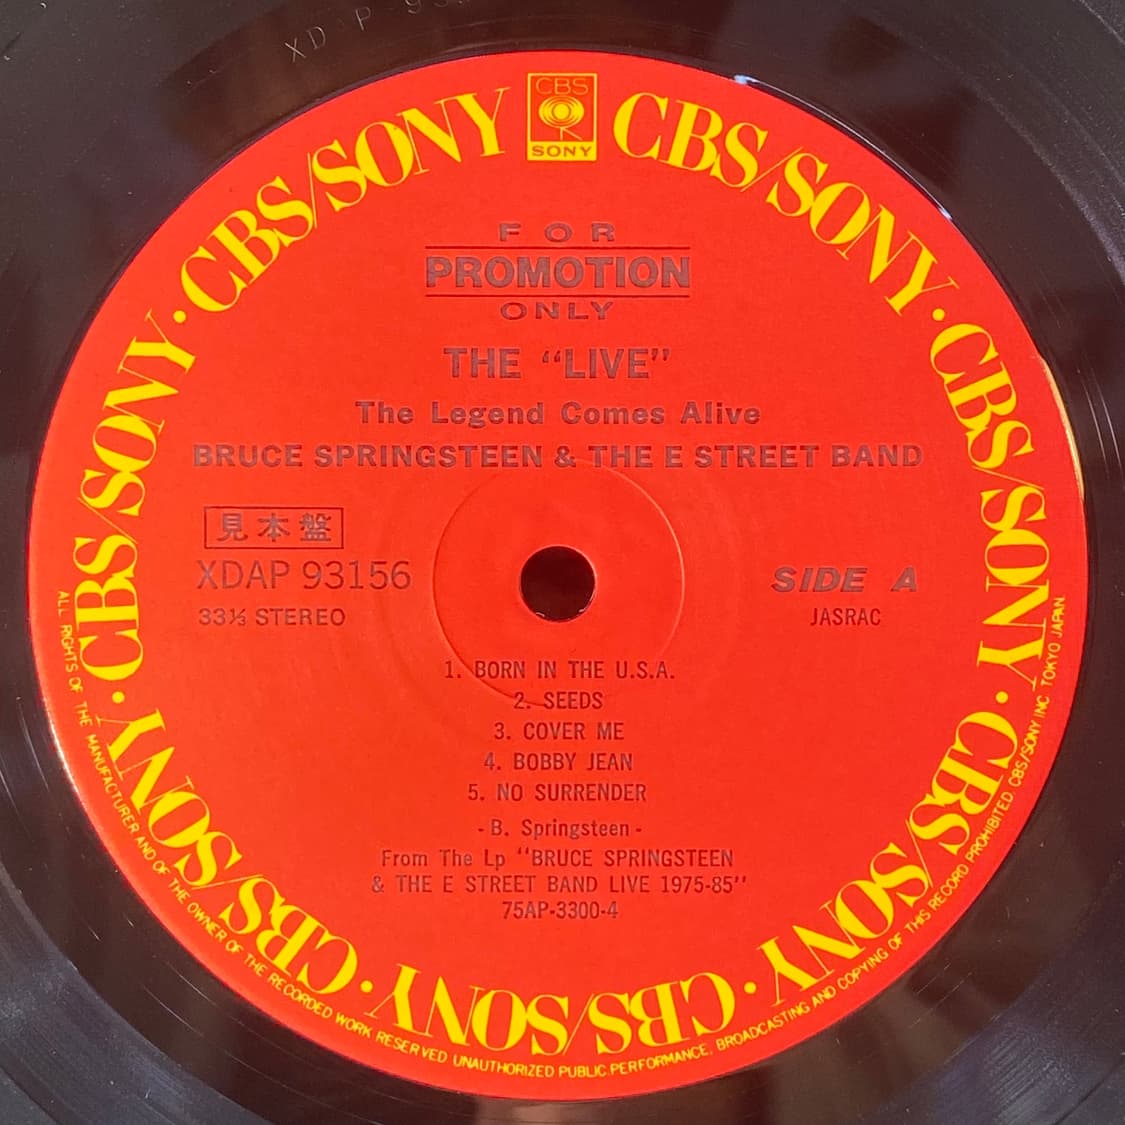 XD AP 93
CBS
SONY
CBS/SONY · CBS/SONY · CBS/SONY · CBS/SONY · CBS/SONY · CBS/SONY · CBS/SONY · CBS/SONY
FOR
PROMOTION
ONLY
THE “LIVE”
The Legend Comes Alive
BRUCE SPRINGSTEEN & THE E STREET BAND
見本盤
XDAP 93156
33⅓ STEREO
SIDE A
JASRAC
1. BORN IN THE U.S.A.
2. SEEDS
3. COVER ME
4. BOBBY JEAN
5. NO SURRENDER
- B. Springsteen -
From The Lp “BRUCE SPRINGSTEEN
& THE E STREET BAND LIVE 1975-85”
75AP-3300-4
ALL RIGHTS OF THE MANUFACTURER AND OF THE OWNER OF THE RECORDED WORK RESERVED UNAUTHORIZED PUBLIC.PERFORMANCE, BROADCASTING AND COPYING OF THIS RECORD PROHIBITED. CBS/SONY INC. TOKYO JAPAN.